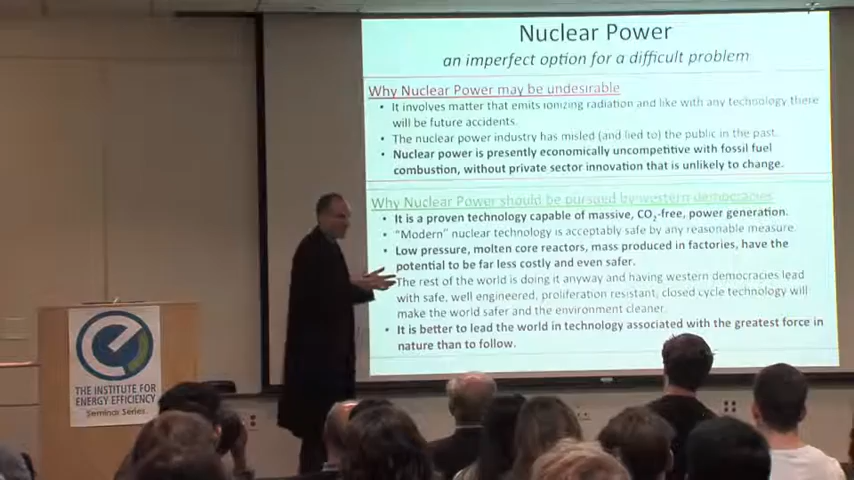 Nuclear Power
an imperfect option for a difficult problem
Why Nuclear Power may be undesirable
• It involves matter that emits ionizing radiation and like with any technology there
will be future accidents.
• The nuclear power industry has misled (and lied to) the public in the past.
• Nuclear power is presently economically uncompetitive with fossil fuel
combustion, without private sector innovation that is unlikely to change.
Why Nuclear Power should be pursued by western democracies
• It is a proven technology capable of massive, CO₂-free, power generation.
• "Modern" nuclear technology is acceptably safe by any reasonable measure.
• Low pressure, molten core reactors, mass produced in factories, have the
potential to be far less costly and even safer.
The rest of the world is doing it anyway and having western democracies lead
with safe, well engineered, proliferation resistant, closed cycle technology will
make the world safer and the environment cleaner.
• It is better to lead the world in technology associated with the greatest force in
nature than to follow.
e
THE INSTITUTE FOR
ENERGY EFFICIENCY
Seminar Series